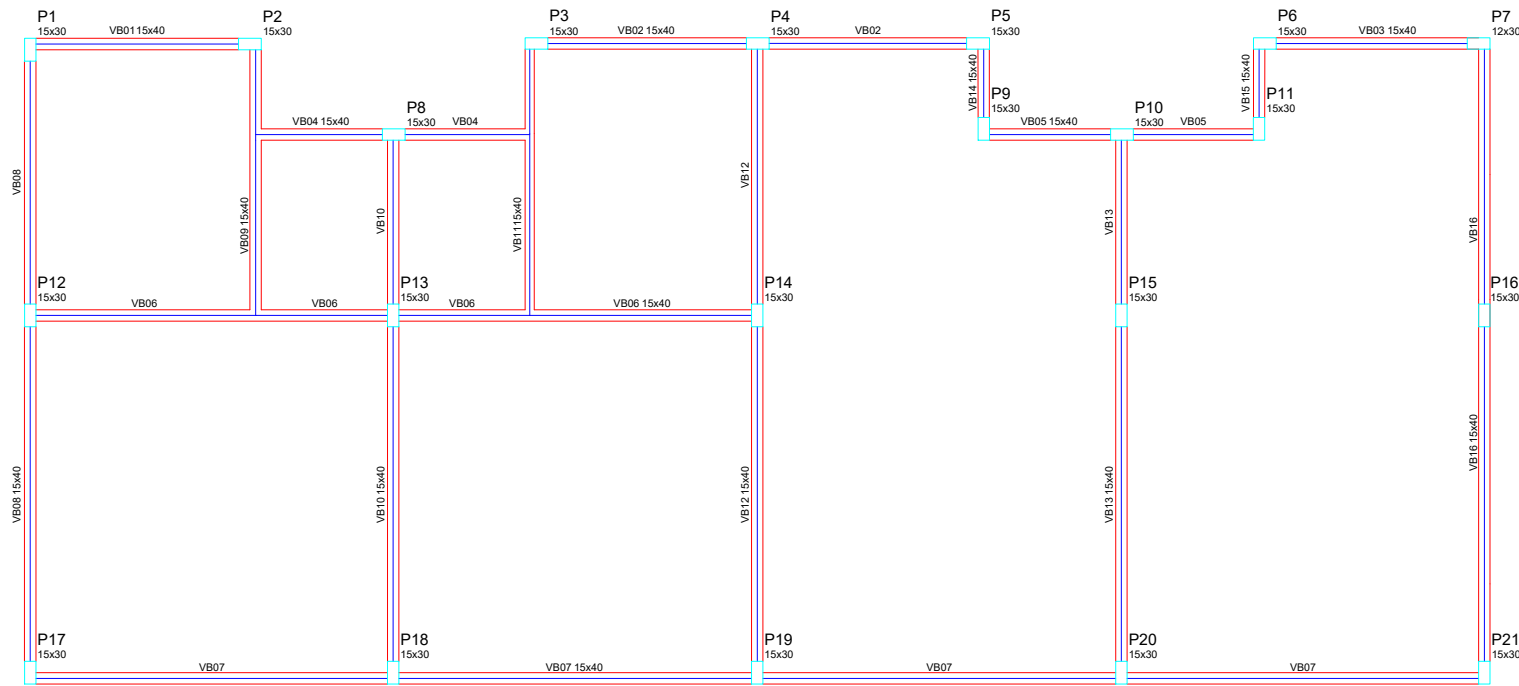 P1
15x30
VB01 15x40
P2
15x30
P3
15x30
VB02 15x40
P4
15x30
VB02
P5
15x30
P6
15x30
VB03 15x40
P7
12x30
VB14 15x40
VB15 15x40
P8
15x30
VB04 15x40
VB04
P9
15x30
VB05 15x40
P10
15x30
VB05
P11
15x30
VB08
VB09 15x40
VB10
VB11 15x40
VB12
VB13
VB16
P12
15x30
VB06
VB06
P13
15x30
VB06
VB06 15x40
P14
15x30
P15
15x30
P16
15x30
VB08 15x40
VB10 15x40
VB12 15x40
VB13 15x40
VB16 15x40
P17
15x30
VB07
P18
15x30
VB07 15x40
P19
15x30
VB07
P20
15x30
VB07
P21
15x30